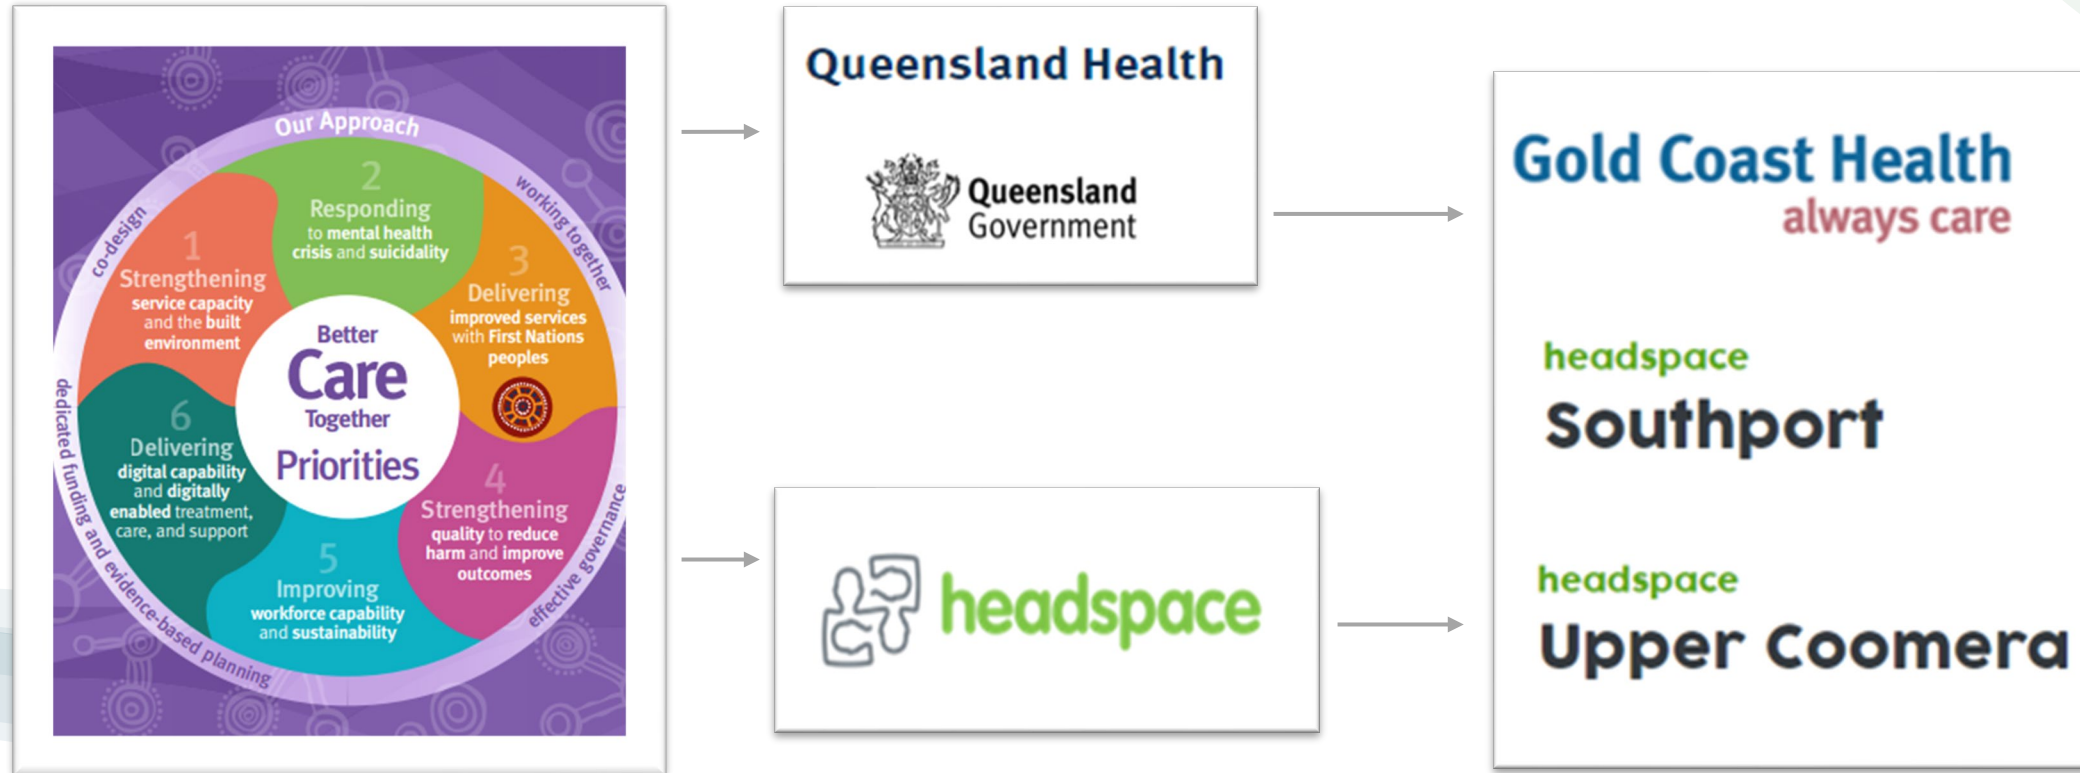 Our Approach
co-design
working together
effective governance
dedicated funding and evidence-based planning
1
Strengthening
service capacity
and the built
environment
2
Responding
to mental health
crisis and suicidality
3
Delivering
improved services
with First Nations
peoples
4
Strengthening
quality to reduce
harm and improve
outcomes
5
Improving
workforce capability
and sustainability
6
Delivering
digital capability
and digitally
enabled treatment,
care, and support
Better
Care
Together
Priorities
Queensland Health
Queensland
Government
headspace
Gold Coast Health
always care
headspace
Southport
headspace
Upper Coomera